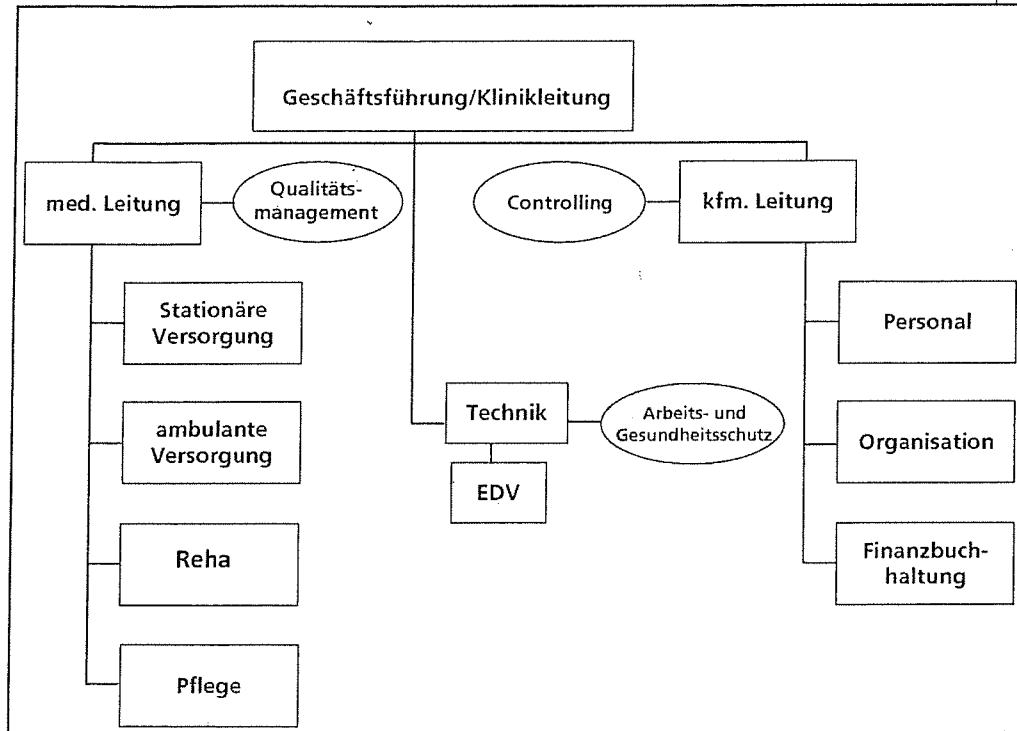 Geschäftsführung/Klinikleitung
med. Leitung
Qualitäts-
management
Controlling
kfm. Leitung
Stationäre
Versorgung
Personal
ambulante
Versorgung
Technik
Arbeits- und
Gesundheitsschutz
Organisation
EDV
Reha
Finanzbuch-
haltung
Pflege